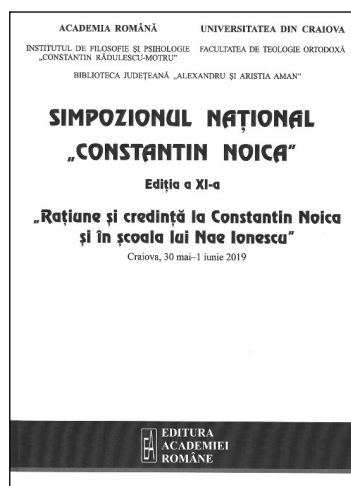 ACADEMIA ROMÂNĂ
INSTITUTUL DE FILOSOFIE ȘI PSIHOLOGIE
„CONSTANTIN RĂDULESCU-MOTRU”
UNIVERSITATEA DIN CRAIOVA
FACULTATEA DE TEOLOGIE ORTODOXĂ
BIBLIOTECA JUDEȚEANĂ „ALEXANDRU ȘI ARISTIA AMAN”
SIMPOZIONUL NAȚIONAL
„CONSTANTIN NOICA”
Ediția a XI-a
„Rațiune și credință la Constantin Noica
și în școala lui Nae Ionescu”
Craiova, 30 mai–1 iunie 2019
EDITURA
ACADEMIEI
ROMÂNE